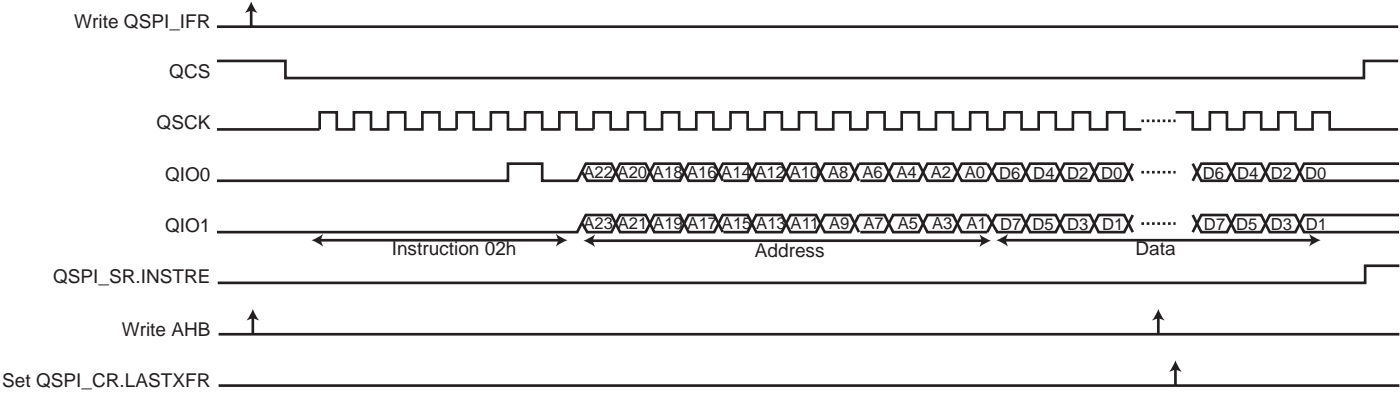 Write QSPI_IFR
QCS
QSCK
QIO0 A22 A20 A18 A16 A14 A12 A10 A8 A6 A4 A2 A0 D6 D4 D2 D0 D6 D4 D2 D0
QIO1 A23 A21 A19 A17 A15 A13 A11 A9 A7 A5 A3 A1 D7 D5 D3 D1 D7 D5 D3 D1
Instruction 02h Address Data
QSPI_SR.INSTRE
Write AHB
Set QSPI_CR.LASTXFR